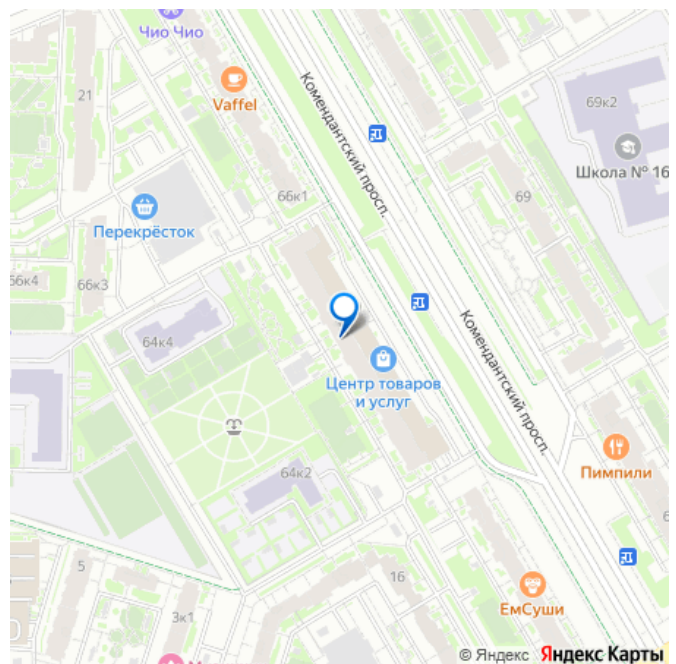 Чио Чио
21
Vaffel
69к2
Школа № 16
Комендантский просп.
66к1
69
Перекрёсток
66к4
66к3
64к4
Центр товаров
и услуг
Комендантский просп.
64к2
Пимпили
5
16
ЕмСуши
3к1
© Яндекс Яндекс Карты